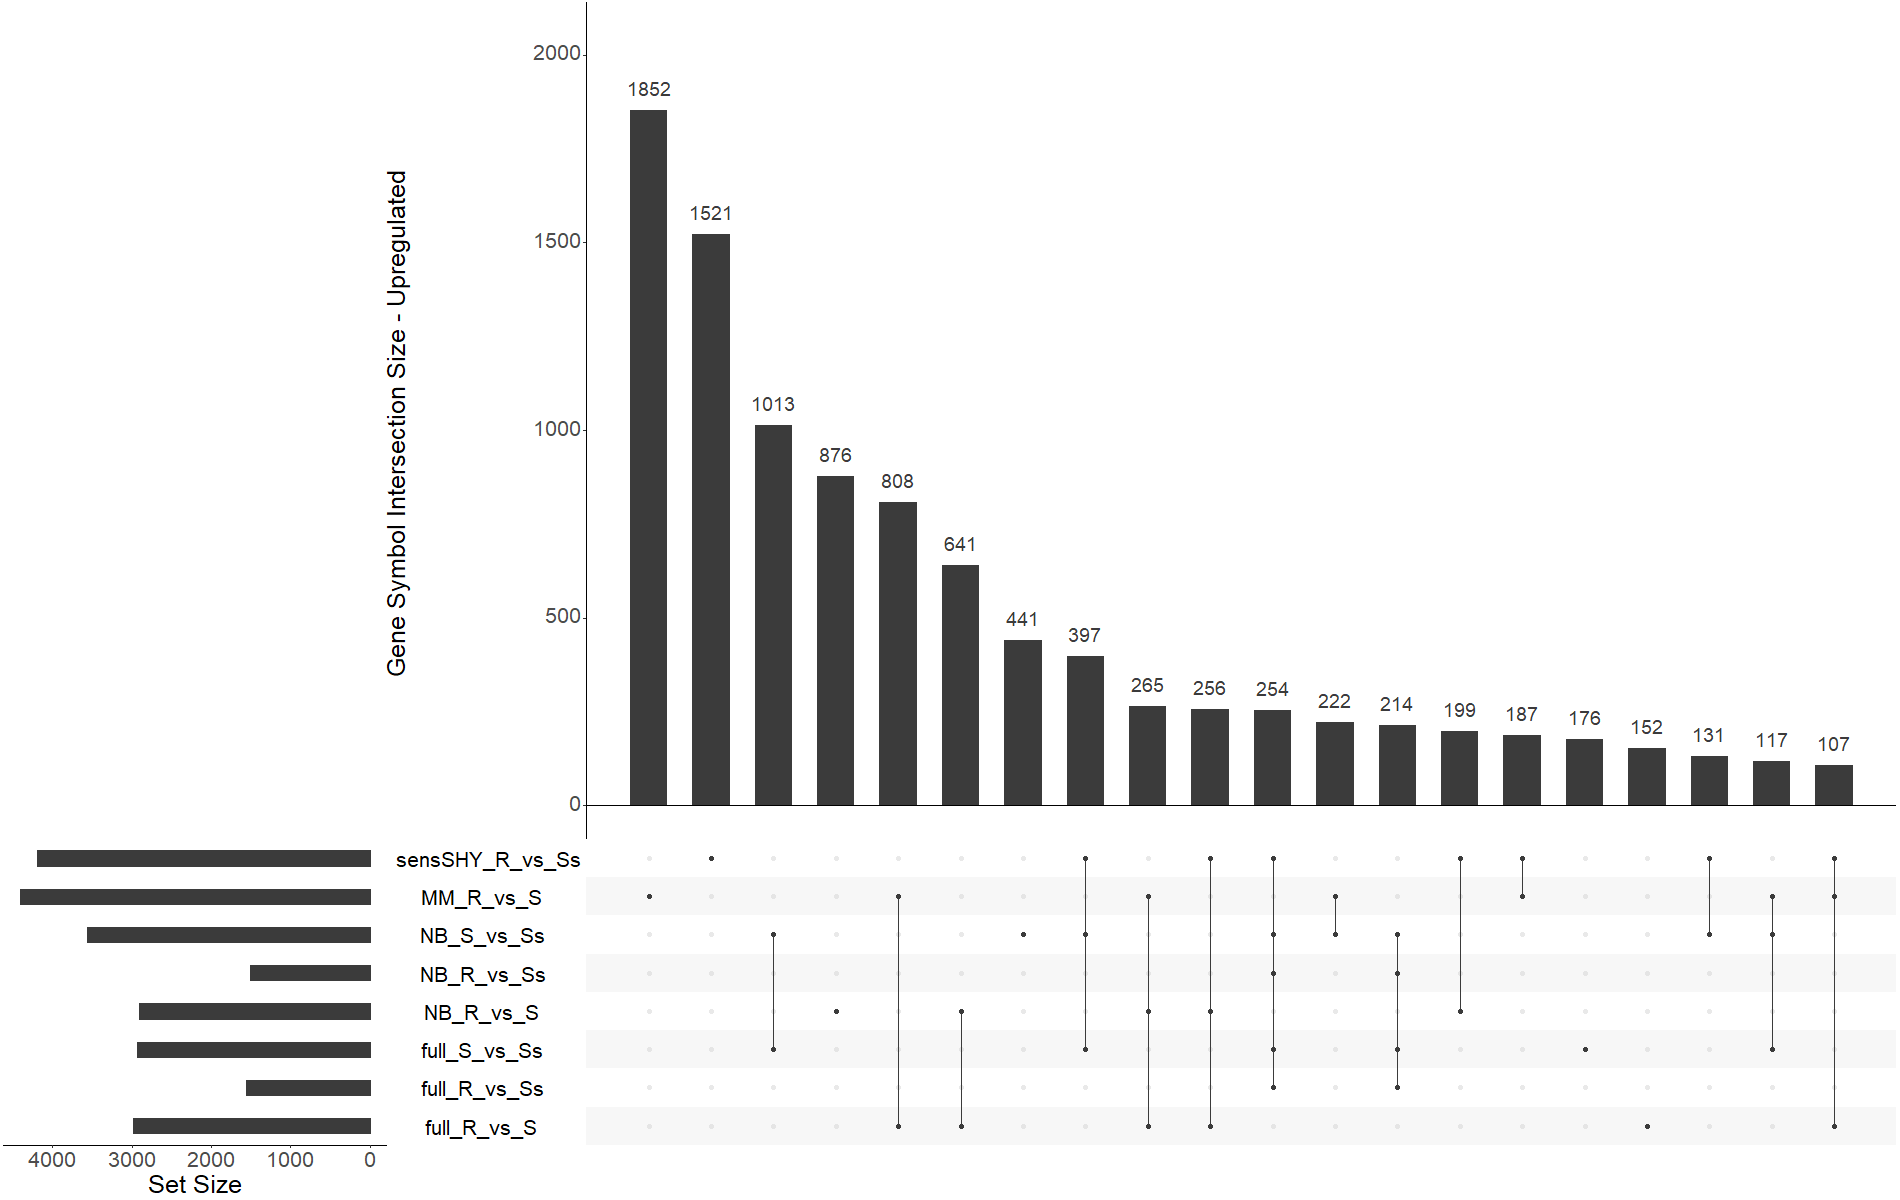 Gene Symbol Intersection Size - Upregulated
2000
1500
1000
500
0
1852
1521
1013
876
808
641
441
397
265
256
254
222
214
199
187
176
152
131
117
107
sensSHY_R_vs_Ss
MM_R_vs_S
NB_S_vs_Ss
NB_R_vs_Ss
NB_R_vs_S
full_S_vs_Ss
full_R_vs_Ss
full_R_vs_S
4000 3000 2000 1000 0
Set Size